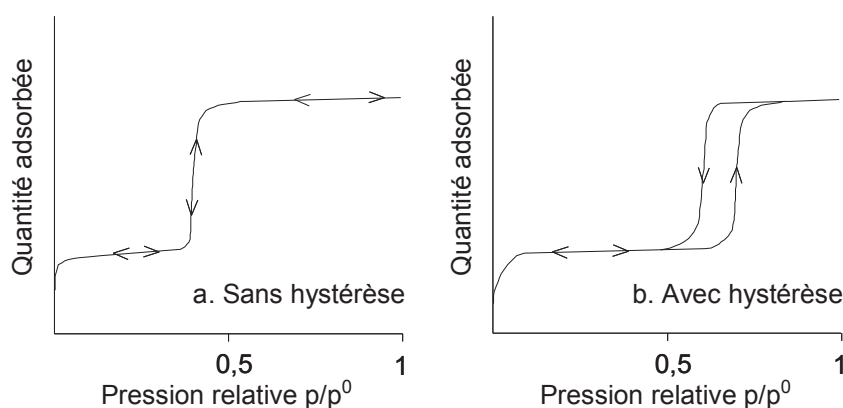 Quantité adsorbée
a. Sans hystérèse
0,5
1
Pression relative p/p⁰
Quantité adsorbée
b. Avec hystérèse
0,5
1
Pression relative p/p⁰